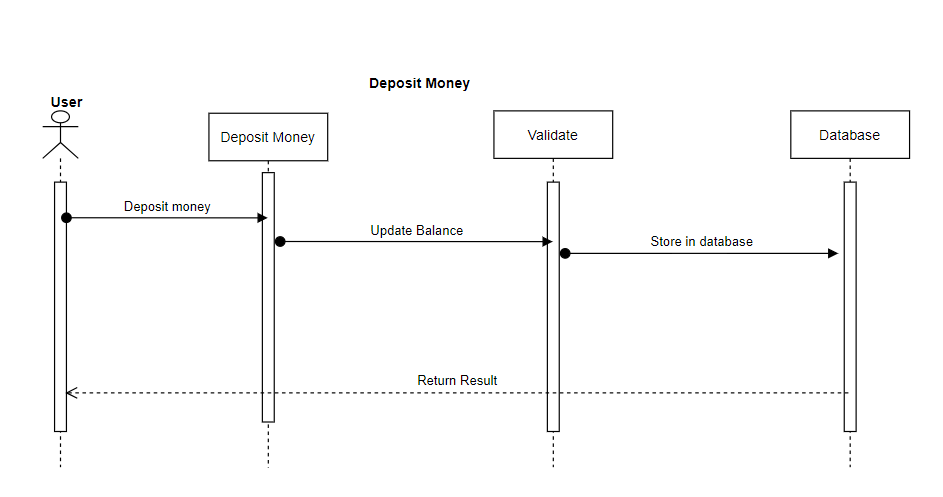 Deposit Money
User
Deposit Money
Validate
Database
Deposit money
Update Balance
Store in database
Return Result